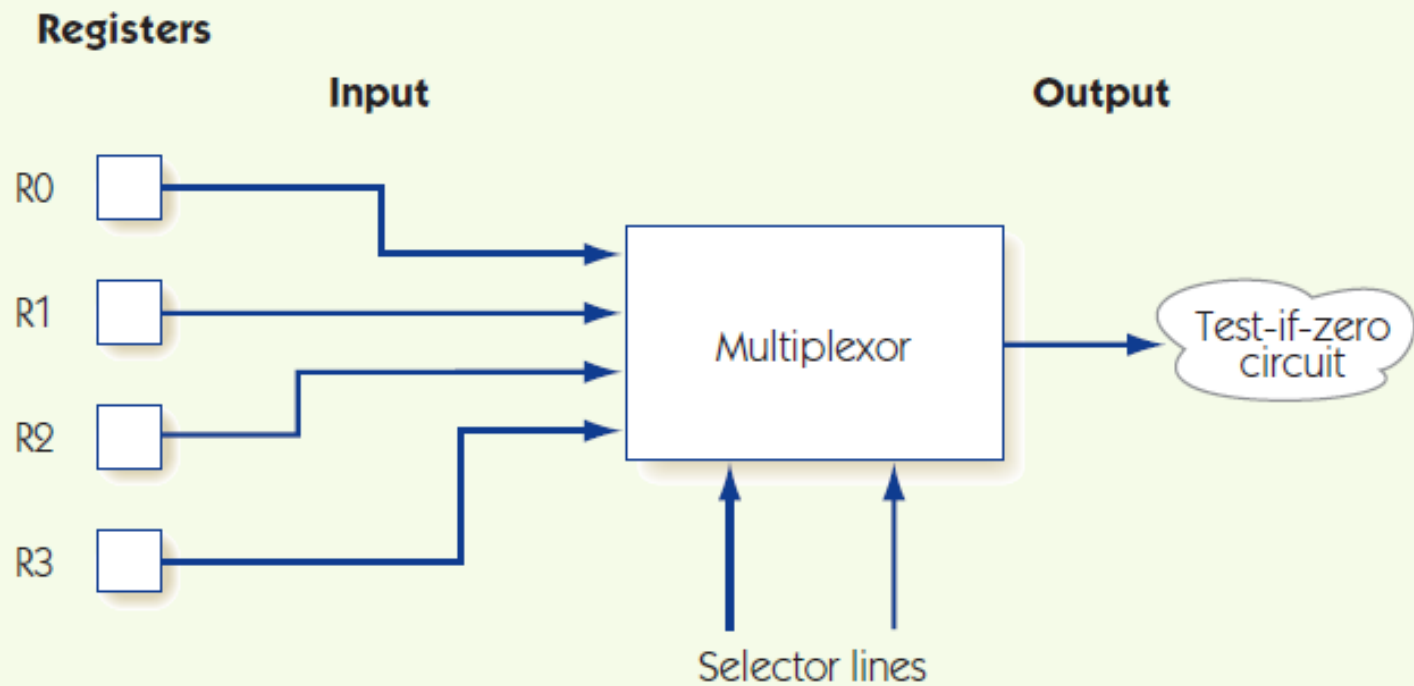 Registers
Input
Output
R0
R1
R2
R3
Multiplexor
Test-if-zero
circuit
Selector lines